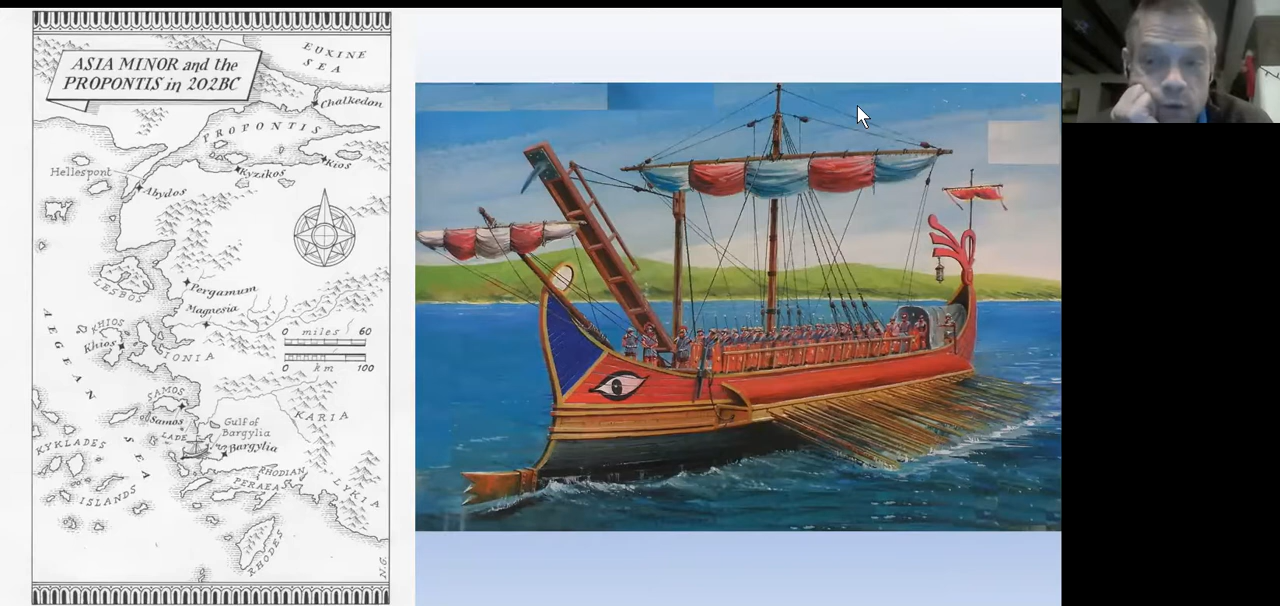 ASIA MINOR and the
PROPONTIS in 202BC
EUXINE
SEA
Chalkedon
PROPONTIS
Kios
Kyzikos
Hellespont
Abydos
LESBOS
Pergamum
Magnesia
0 miles 60
0 km 100
AEGEAN
SEA
KHIOS
Khios
IONIA
SAMOS
Samos
KARIA
Gulf of
Bargylia
LADE
Bargylia
KYKLADES
ISLANDS
RHODIAN
PERAEA
LYKIA
RHODES
N.G.